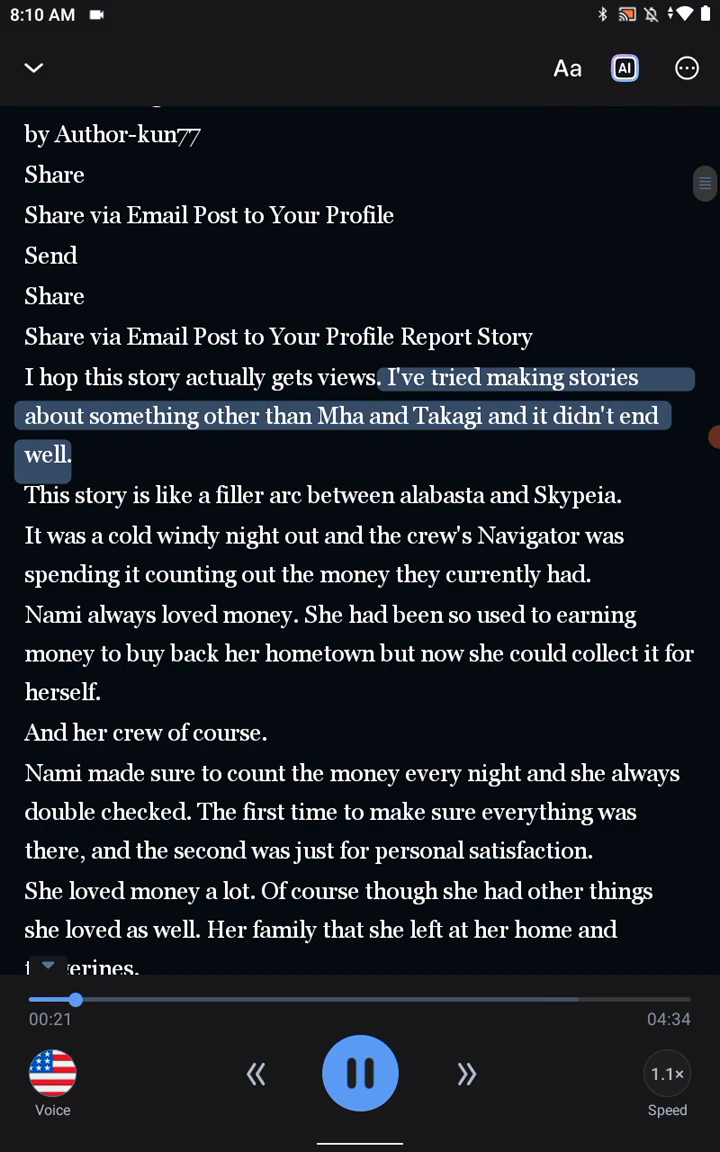 8:10 AM
Aa
AI
by Author-kun77
Share
Share via Email Post to Your Profile
Send
Share
Share via Email Post to Your Profile Report Story
I hop this story actually gets views. I've tried making stories
about something other than Mha and Takagi and it didn't end
well.
This story is like a filler arc between alabasta and Skypeia.
It was a cold windy night out and the crew's Navigator was
spending it counting out the money they currently had.
Nami always loved money. She had been so used to earning
money to buy back her hometown but now she could collect it for
herself.
And her crew of course.
Nami made sure to count the money every night and she always
double checked. The first time to make sure everything was
there, and the second was just for personal satisfaction.
She loved money a lot. Of course though she had other things
she loved as well. Her family that she left at her home and
00:21
04:34
1.1×
Voice
Speed